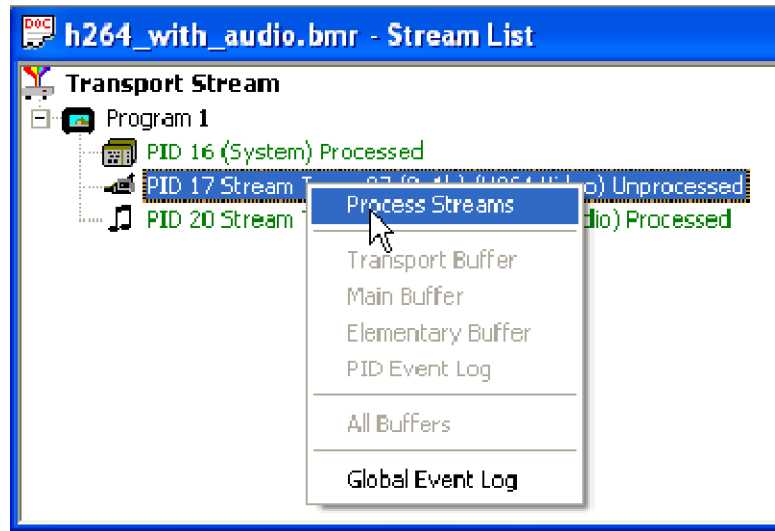 DOC
h264_with_audio.bmr - Stream List
Transport Stream
Program 1
PID 16 (System) Processed
PID 17 Stream (H264 Video) Unprocessed
PID 20 Stream dio) Processed
Process Streams
Transport Buffer
Main Buffer
Elementary Buffer
PID Event Log
All Buffers
Global Event Log